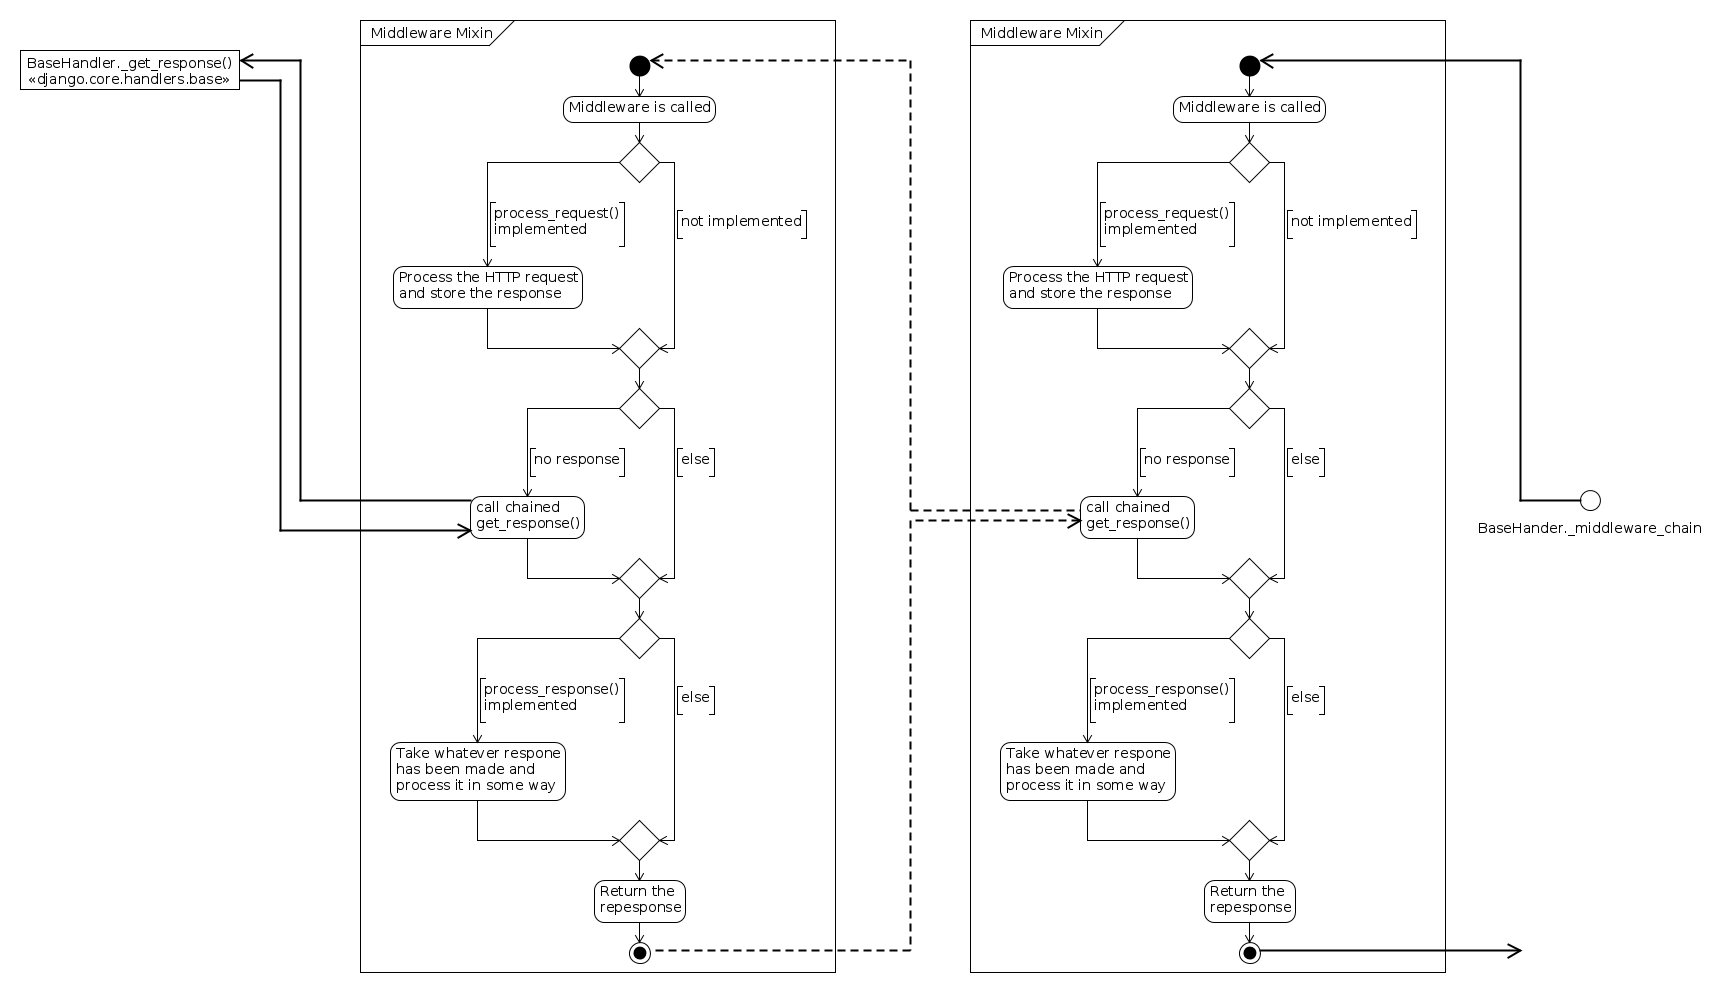 BaseHandler._get_response()
«django.core.handlers.base»
Middleware Mixin
Middleware is called
process_request()
implemented
not implemented
Process the HTTP request
and store the response
no response
else
call chained
get_response()
process_response()
implemented
else
Take whatever respone
has been made and
process it in some way
Return the
repesponse
Middleware Mixin
Middleware is called
process_request()
implemented
not implemented
Process the HTTP request
and store the response
no response
else
call chained
get_response()
process_response()
implemented
else
Take whatever respone
has been made and
process it in some way
Return the
repesponse
BaseHander._middleware_chain